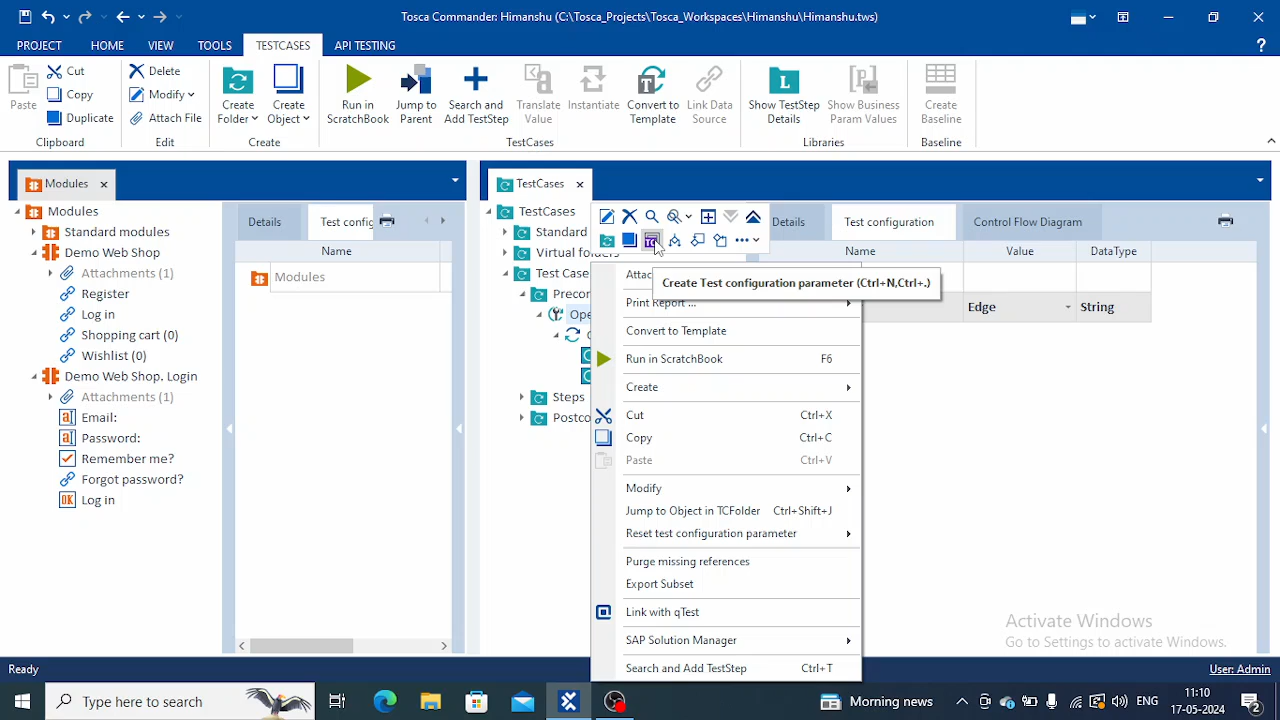 Tosca Commander: Himanshu (C:\Tosca_Projects\Tosca_Workspaces\Himanshu\Himanshu.tws)
PROJECT HOME VIEW TOOLS TESTCASES API TESTING ?
Paste
Cut
Copy
Duplicate
Clipboard
Delete
Modify
Attach File
Edit
Create Folder
Create Object
Create
Run in ScratchBook
Jump to Parent
Search and Add TestStep
Translate Value
Instantiate
Convert to Template
Link Data Source
TestCases
Show TestStep Details
Show Business Param Values
Libraries
Create Baseline
Baseline
Modules
Modules
Standard modules
Demo Web Shop
Attachments (1)
Register
Log in
Shopping cart (0)
Wishlist (0)
Demo Web Shop. Login
Attachments (1)
Email:
Password:
Remember me?
Forgot password?
Log in
Details Test config
Name
Modules
TestCases
TestCases
Standard
Virtual folders
Test Case
Precon
Ope
Steps
Postco
Details Test configuration Control Flow Diagram
Name Value
Edge String
Create Test configuration parameter (Ctrl+N,Ctrl+.)
Attac
Print Report ...
Convert to Template
Run in ScratchBook F6
Create
Cut Ctrl+X
Copy Ctrl+C
Paste Ctrl+V
Modify
Jump to Object in TCFolder Ctrl+Shift+J
Reset test configuration parameter
Purge missing references
Export Subset
Link with qTest
SAP Solution Manager
Search and Add TestStep Ctrl+T
Activate Windows
Go to Settings to activate Windows.
Ready User Admin
Type here to search
Morning news
ENG
11:10
17-05-2024
2